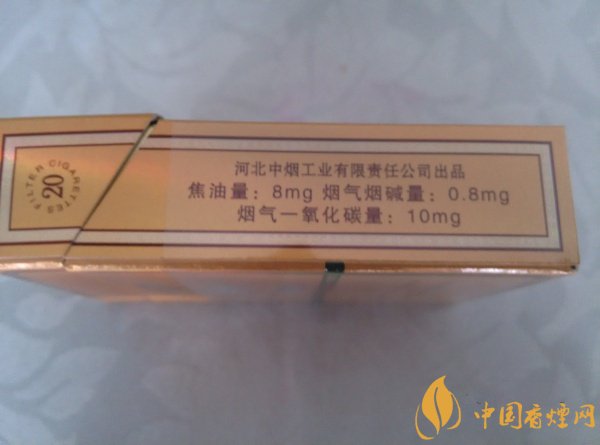 20
FILTER CIGARETTES
河北中烟工业有限责任公司出品
焦油量：8mg 烟气烟碱量：0.8mg
烟气一氧化碳量：10mg
中国香烟网